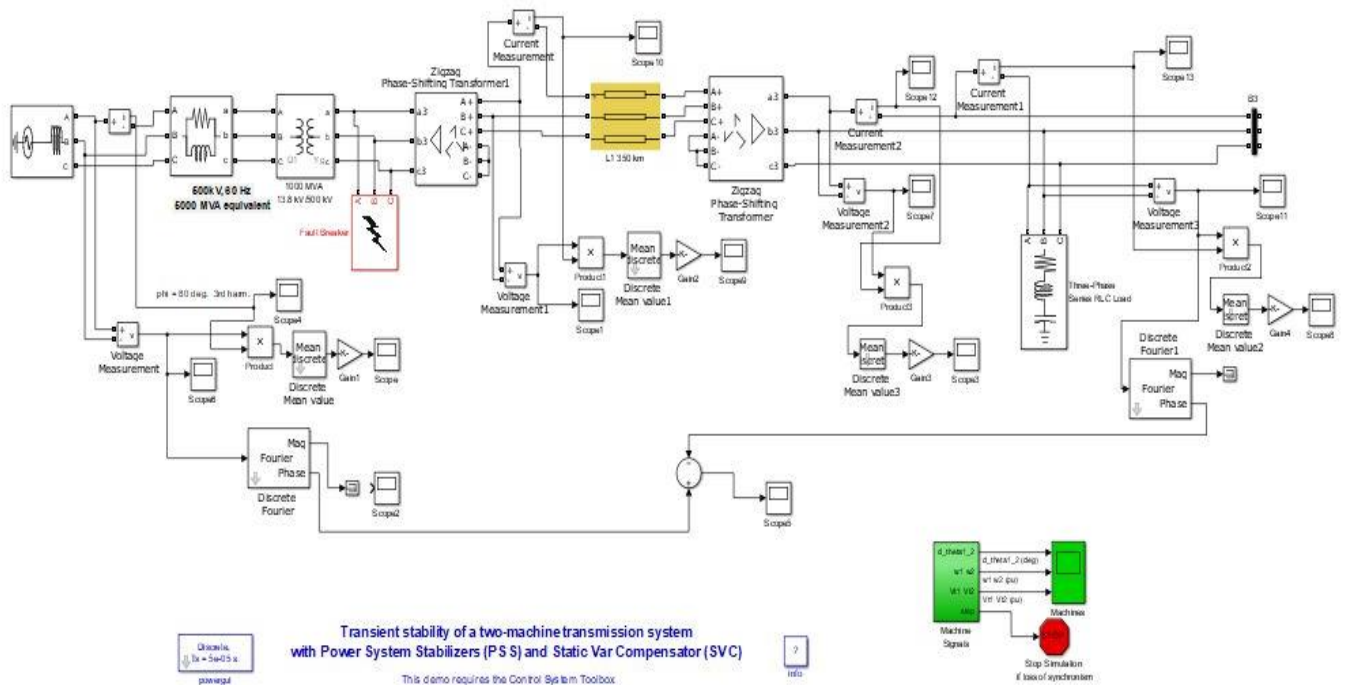 Current
Measurement
Scope10
Scope13
Scope12
Current
Measurement1
B3
Zigzag
Phase-Shifting Transformer1
A
B
C
A
B
C
a
b
c
A
B
C
a
b
c
a3
b3
c3
A+
B+
C+
A-
B-
C-
A+
B+
C+
A-
B-
C-
a3
b3
c3
L1 350 km
Current
Measurement2
500kV, 60 Hz
5000 MVA equivalent
1000 MVA
13.8 kV/500 kV
A
B
C
Fault Breaker
Zigzag
Phase-Shifting
Transformer
Voltage
Measurement2
Scope7
Voltage
Measurement3
Scope11
A
B
C
Three-Phase
Series RLC Load
Product2
phi = 80 deg. 3rd harm.
Scope4
Voltage
Measurement1
Scope1
Product1
Mean
discrete
Discrete
Mean value1
Gain2
Scope9
Product3
Voltage
Measurement
Scope6
Product
Mean
discrete
Discrete
Mean value
Gain1
Scope
Mean
Discrete
Mean value3
Gain3
Scope3
Mean
Discrete
Mean value2
Gain4
Scope8
Discrete
Fourier1
Mag
Fourier
Phase
Mag
Fourier
Phase
Discrete
Fourier
Scope2
Scope5
d_theta1_2
w1 w2
Vt1 Vt2
stop
d_theta1_2 (deg)
w1 w2 (pu)
Vt1 Vt2 (pu)
Machine
Signals
Machines
STOP
Stop Simulation
if loss of synchronism
Discrete,
Ts = 5e-05 s.
powergui
Transient stability of a two-machine transmission system
with Power System Stabilizers (PSS) and Static Var Compensator (SVC)
This demo requires the Control System Toolbox
?
info